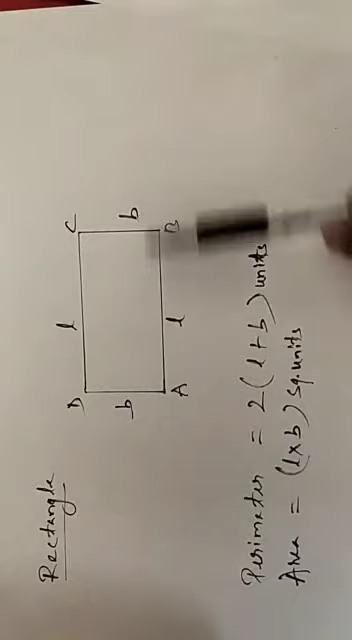 Rectangle
D l C
b b
A l B
Perimeter = 2(l+b) units
Area = (l×b) Sq.units